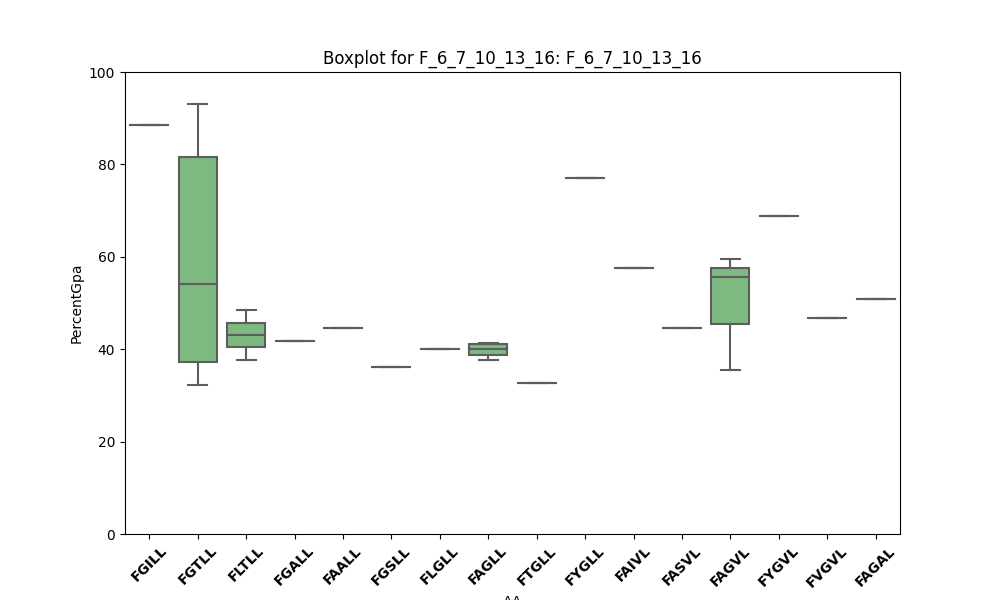 Boxplot for F_6_7_10_13_16: F_6_7_10_13_16
PercentGpa
100
80
60
40
20
0
FGILL
FGTLL
FLTLL
FGALL
FAALL
FGSLL
FLGLL
FAGLL
FTGLL
FYGLL
FAIVL
FASVL
FAGVL
FYGVL
FVGVL
FAGAL
AA